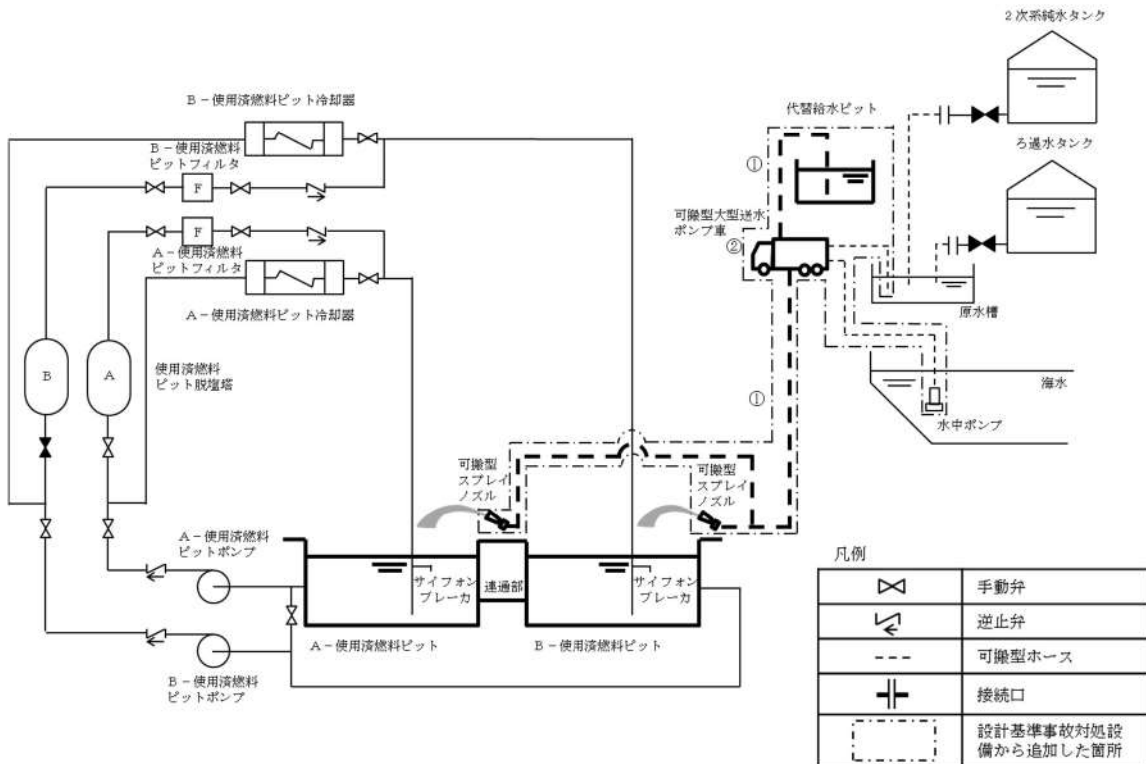 2次系純水タンク
B-使用済燃料ピット冷却器
代替給水ピット
B-使用済燃料
ピットフィルタ
F
①
ろ過水タンク
可搬型大型送水
ポンプ車
②
F
A-使用済燃料
ピットフィルタ
A-使用済燃料ピット冷却器
原水槽
B
A
使用済燃料
ピット脱塩塔
海水
①
水中ポンプ
可搬型
スプレイ
ノズル
可搬型
スプレイ
ノズル
A-使用済燃料
ピットポンプ
サイフォン
ブレーカ
連通部
サイフォン
ブレーカ
A-使用済燃料ピット
B-使用済燃料ピット
B-使用済燃料
ピットポンプ
凡例
手動弁
逆止弁
可搬型ホース
接続口
設計基準事故対処設
備から追加した箇所